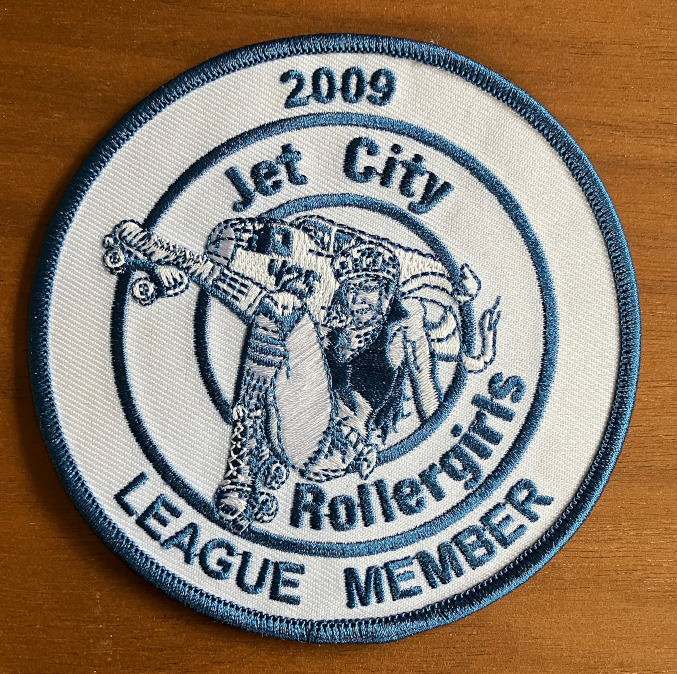 2009
Jet City
Rollergirls
LEAGUE MEMBER